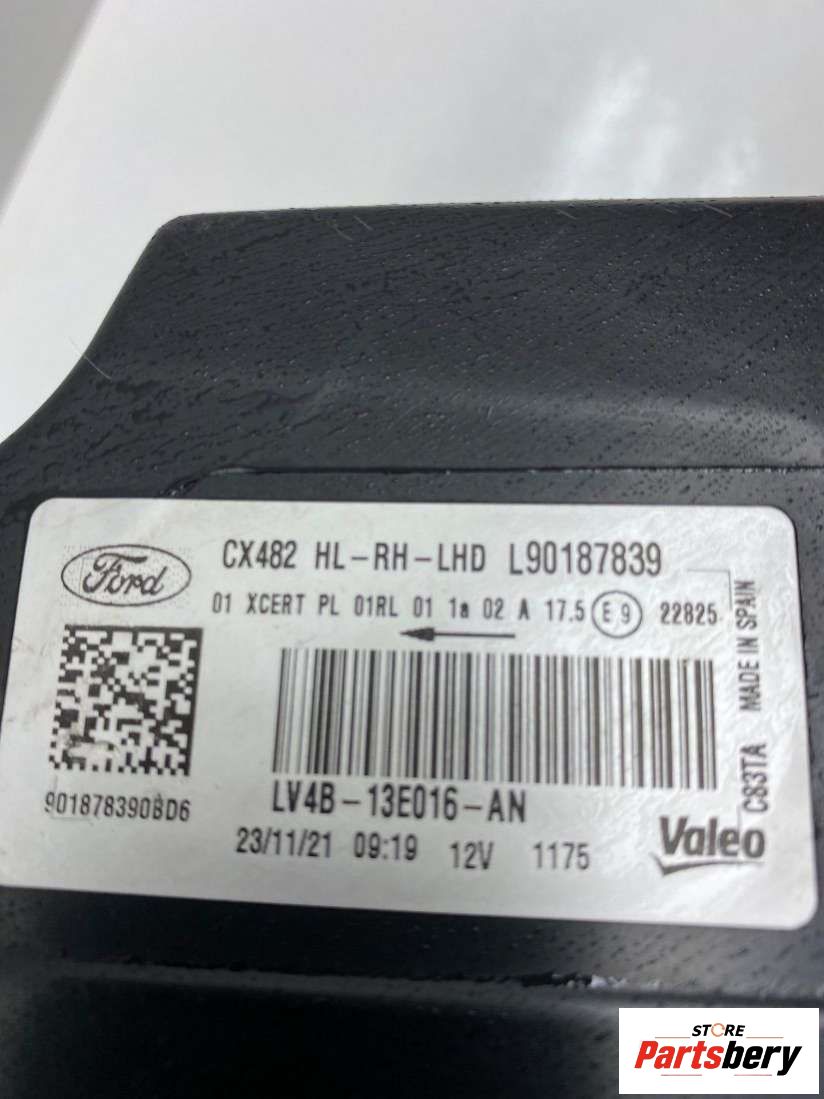 Ford
CX482 HL-RH-LHD L90187839
01 XCERT PL 01RL 01 1a 02 A 17.5 E 9 22825
901878390BD6
LV4B-13E016-AN
23/11/21 09:19 12V 1175
Valeo
C83TA MADE IN SPAIN
STORE
Partsbery